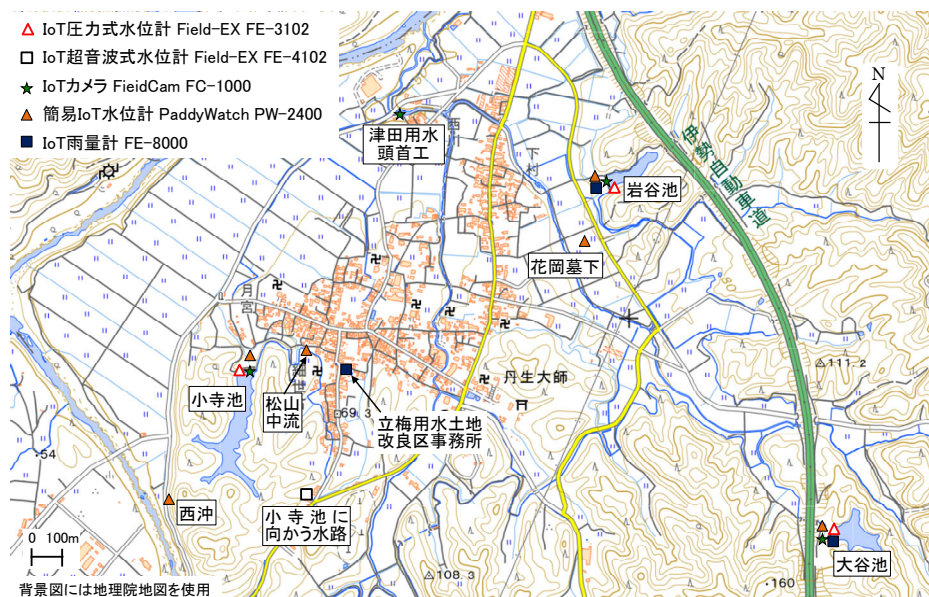 IoT圧力式水位計 Field-EX FE-3102
IoT超音波式水位計 Field-EX FE-4102
IoTカメラ FieidCam FC-1000
簡易IoT水位計 PaddyWatch PW-2400
IoT雨量計 FE-8000
N
津田用水
頭首工
西川
下村
伊勢自動車道
岩谷池
花岡墓下
月宮
111.2
丹生大師
小寺池
松山
中流
69.3
立梅用水土地
改良区事務所
54
西沖
小寺池に
向かう水路
0 100m
108.3
160
大谷池
背景図には地理院地図を使用